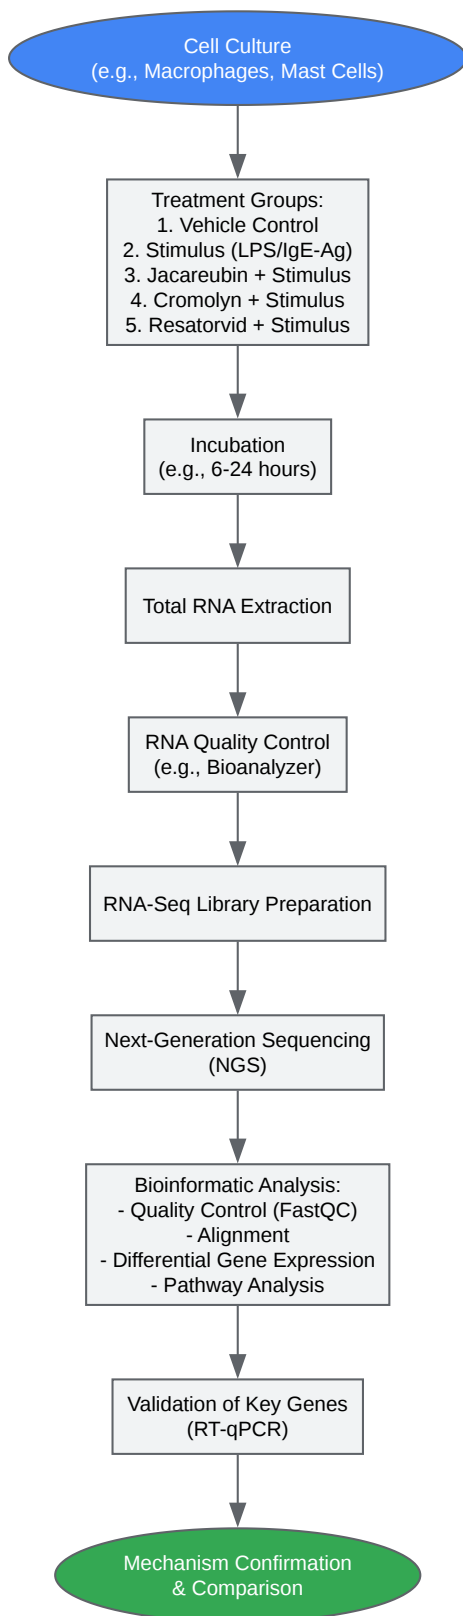 Cell Culture
(e.g., Macrophages, Mast Cells)
Treatment Groups:
1. Vehicle Control
2. Stimulus (LPS/IgE-Ag)
3. Jacareubin + Stimulus
4. Cromolyn + Stimulus
5. Resatorvid + Stimulus
Incubation
(e.g., 6-24 hours)
Total RNA Extraction
RNA Quality Control
(e.g., Bioanalyzer)
RNA-Seq Library Preparation
Next-Generation Sequencing
(NGS)
Bioinformatic Analysis:
- Quality Control (FastQC)
- Alignment
- Differential Gene Expression
- Pathway Analysis
Validation of Key Genes
(RT-qPCR)
Mechanism Confirmation
& Comparison